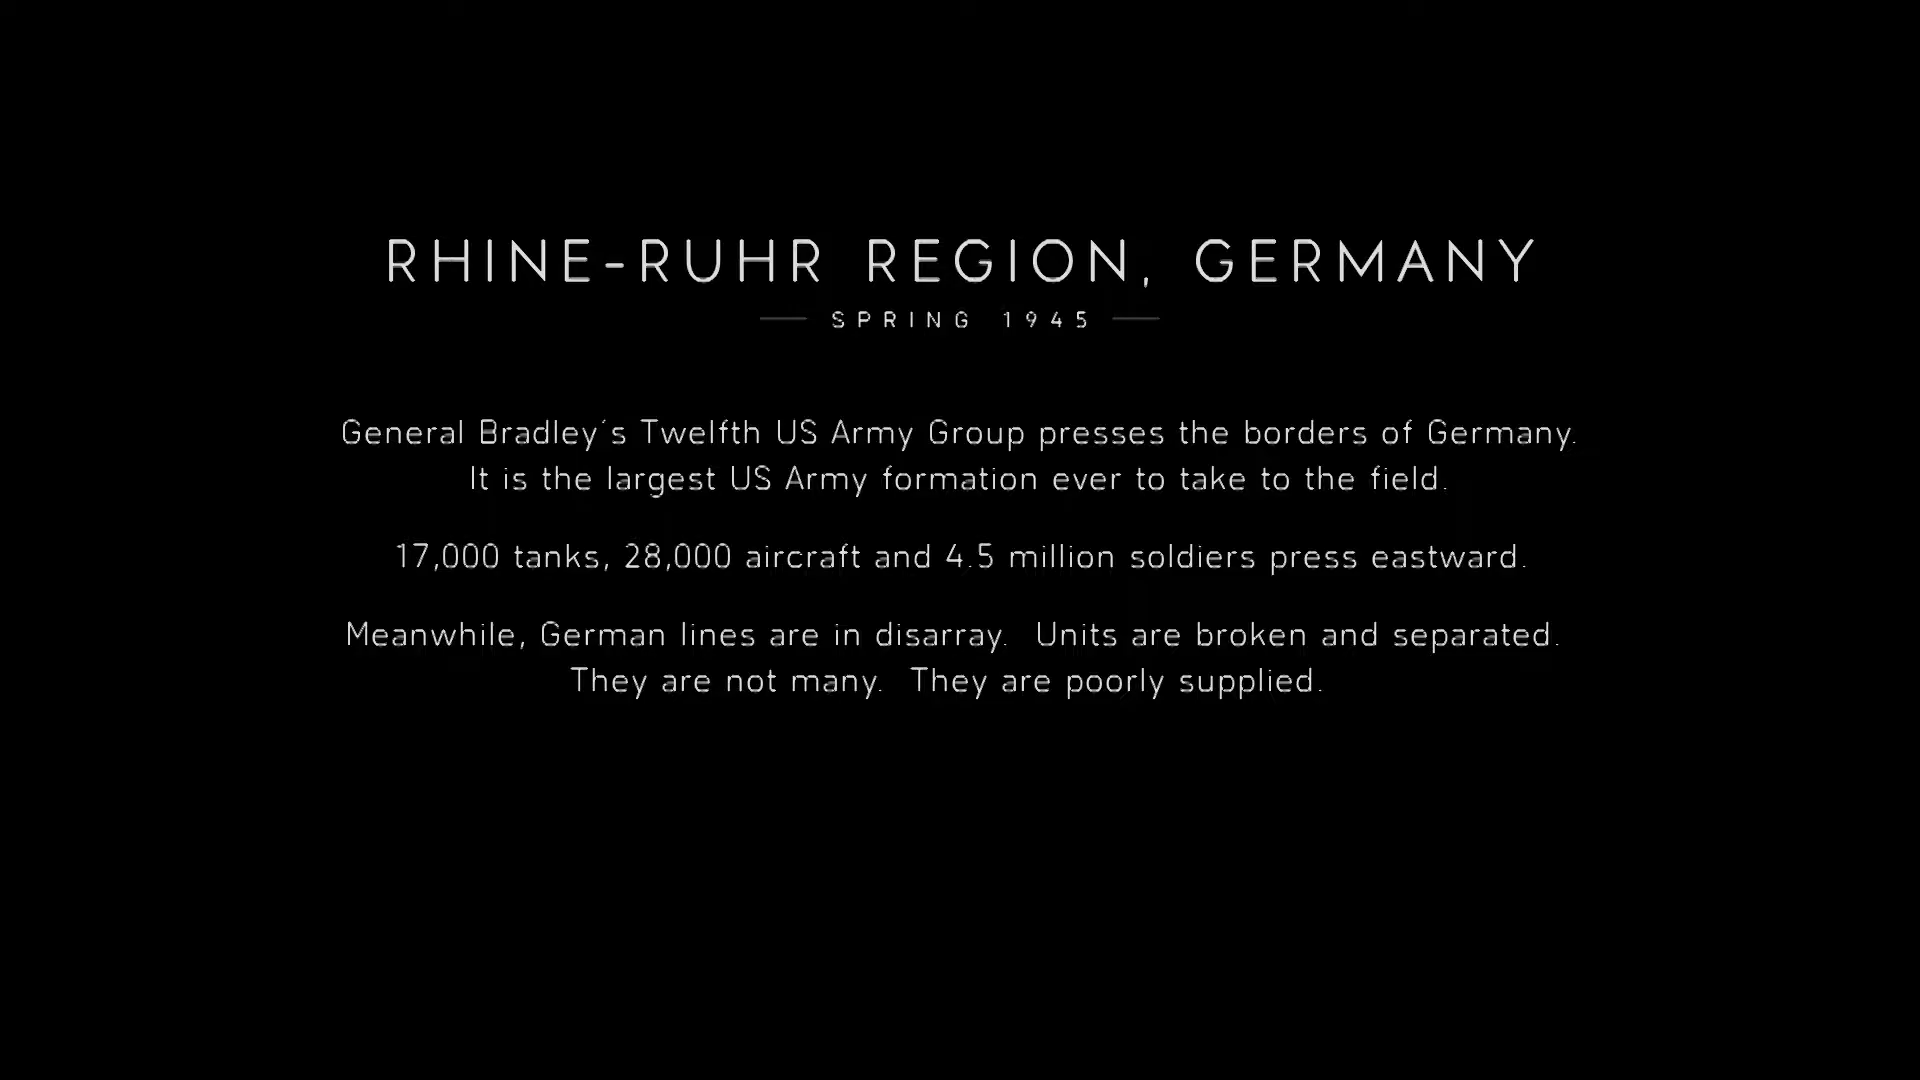 RHINE-RUHR REGION, GERMANY
SPRING 1945
General Bradley´s Twelfth US Army Group presses the borders of Germany.
It is the largest US Army formation ever to take to the field.
17,000 tanks, 28,000 aircraft and 4.5 million soldiers press eastward.
Meanwhile, German lines are in disarray.  Units are broken and separated.
They are not many.  They are poorly supplied.